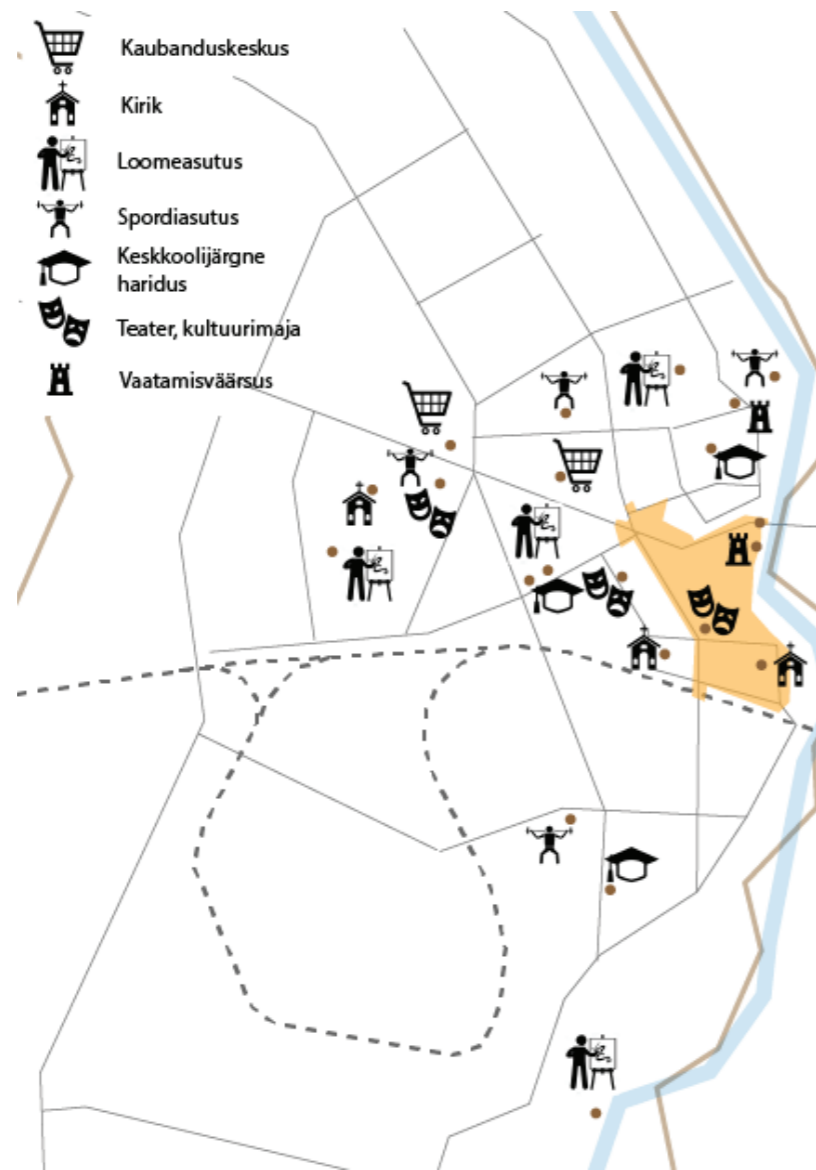 Kaubanduskeskus
Kirik
Loomeasutus
Spordiasutus
Keskkoolijärgne
haridus
Teater, kultuurimaja
Vaatamisväärsus